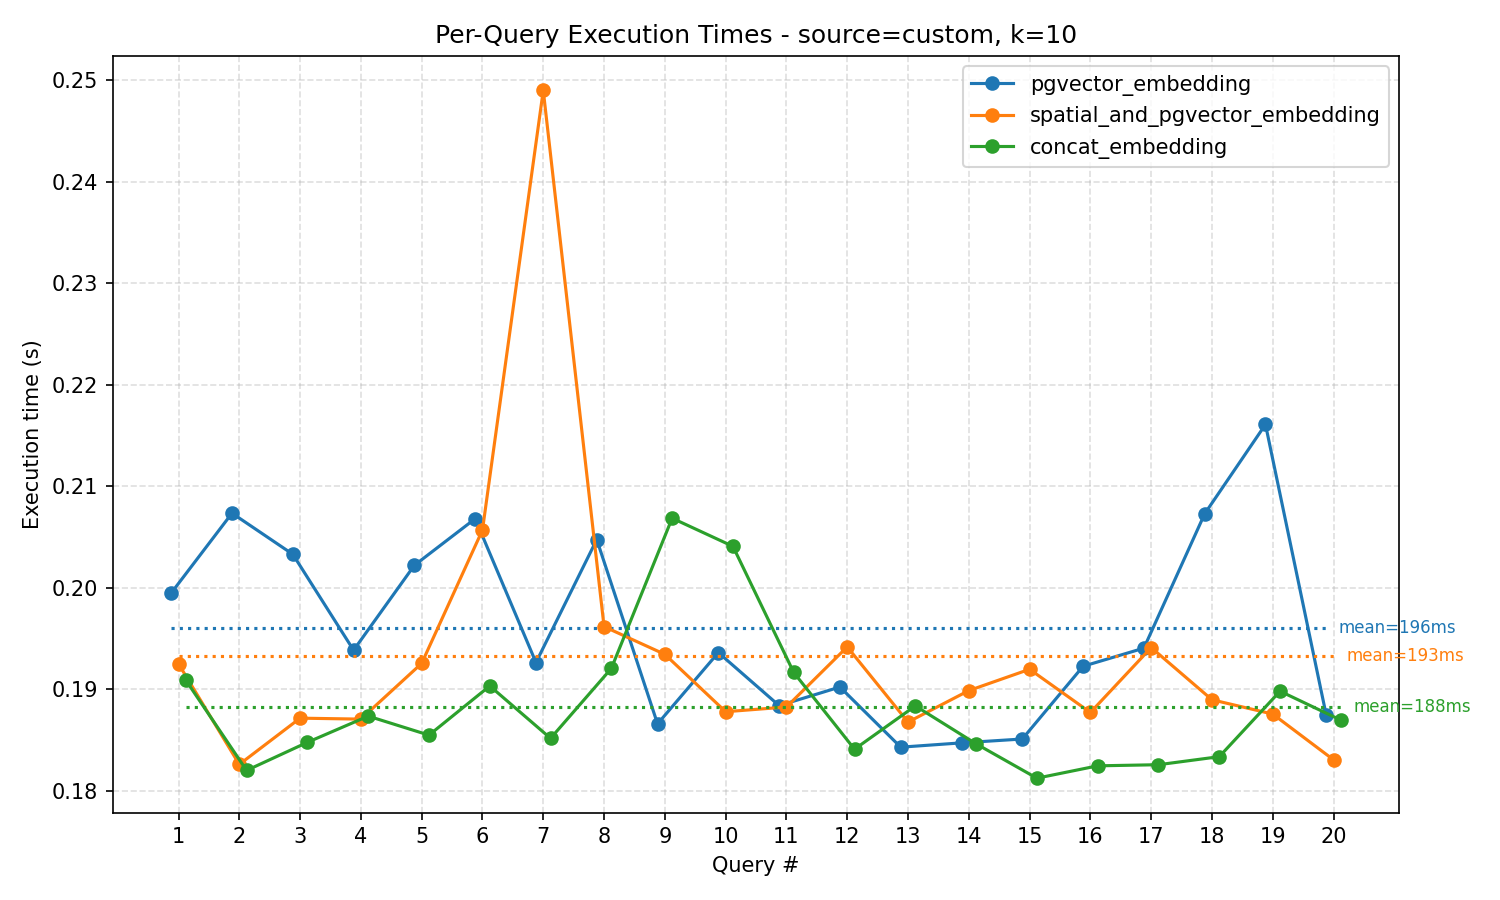 Per-Query Execution Times - source=custom, k=10
pgvector_embedding
spatial_and_pgvector_embedding
concat_embedding
Execution time (s)
0.25
0.24
0.23
0.22
0.21
0.20
0.19
0.18
mean=196ms
mean=193ms
mean=188ms
1 2 3 4 5 6 7 8 9 10 11 12 13 14 15 16 17 18 19 20
Query #